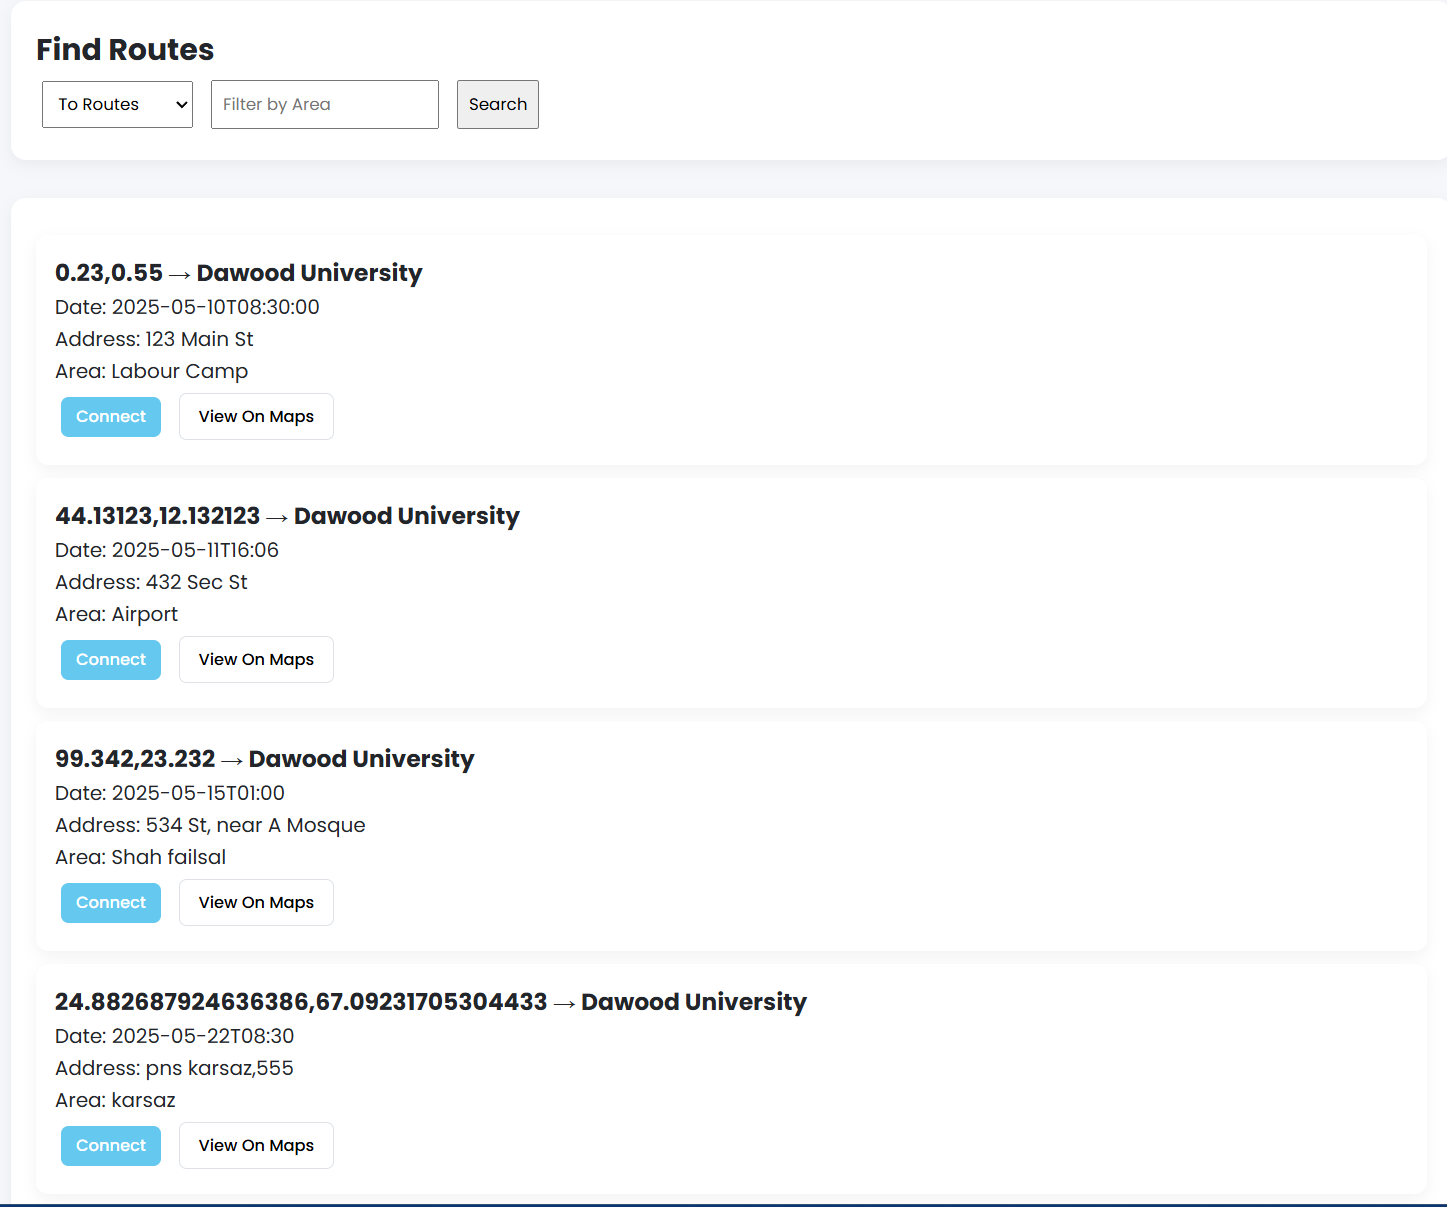 Find Routes
To Routes Filter by Area Search
0.23,0.55 → Dawood University
Date: 2025-05-10T08:30:00
Address: 123 Main St
Area: Labour Camp
Connect View On Maps
44.13123,12.132123 → Dawood University
Date: 2025-05-11T16:06
Address: 432 Sec St
Area: Airport
Connect View On Maps
99.342,23.232 → Dawood University
Date: 2025-05-15T01:00
Address: 534 St, near A Mosque
Area: Shah failsal
Connect View On Maps
24.882687924636386,67.09231705304433 → Dawood University
Date: 2025-05-22T08:30
Address: pns karsaz,555
Area: karsaz
Connect View On Maps